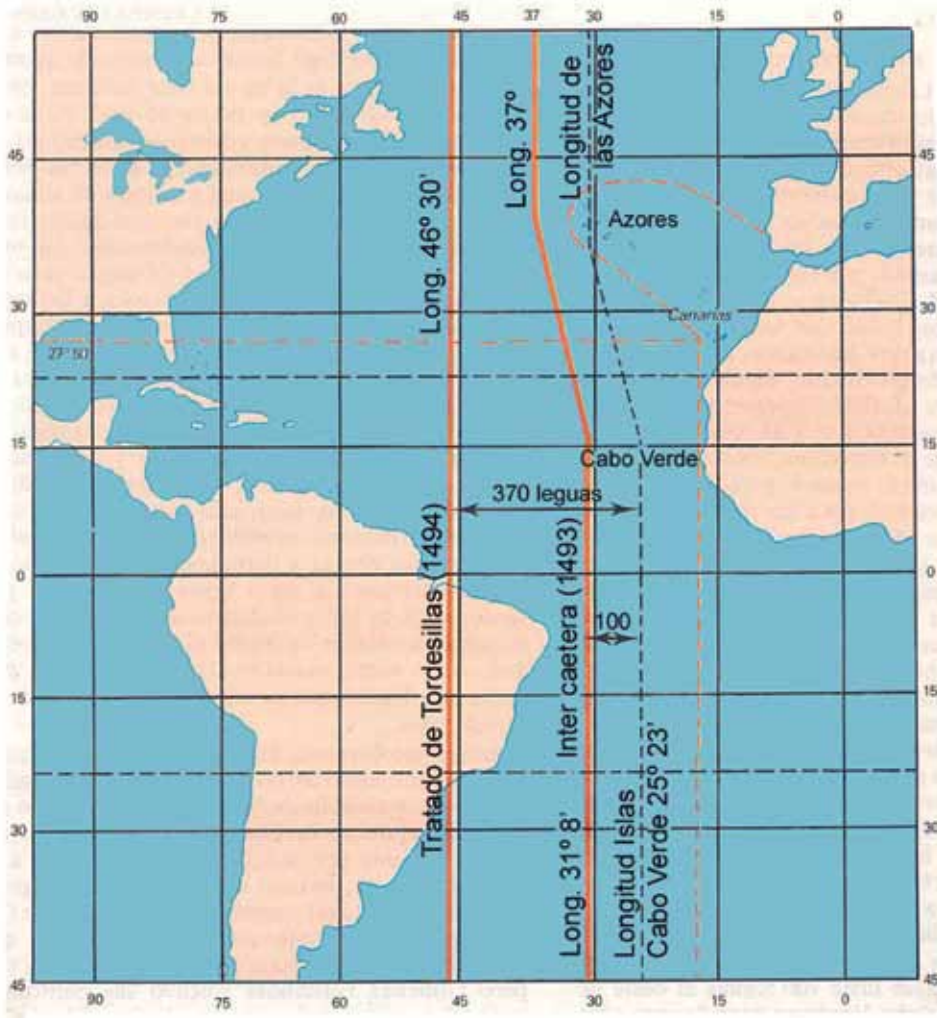 90
75
60
45
37
30
15
0
45
30
15
0
15
30
45
45
30
15
0
15
30
45
Long. 46º 30'
Long. 37º
Longitud de
las Azores
Azores
Canarias
27º 50'
Cabo Verde
370 leguas
100
Tratado de Tordesillas (1494)
Inter caetera (1493)
Long. 31º 8'
Longitud Islas
Cabo Verde 25º 23'
90
75
60
45
30
15
0